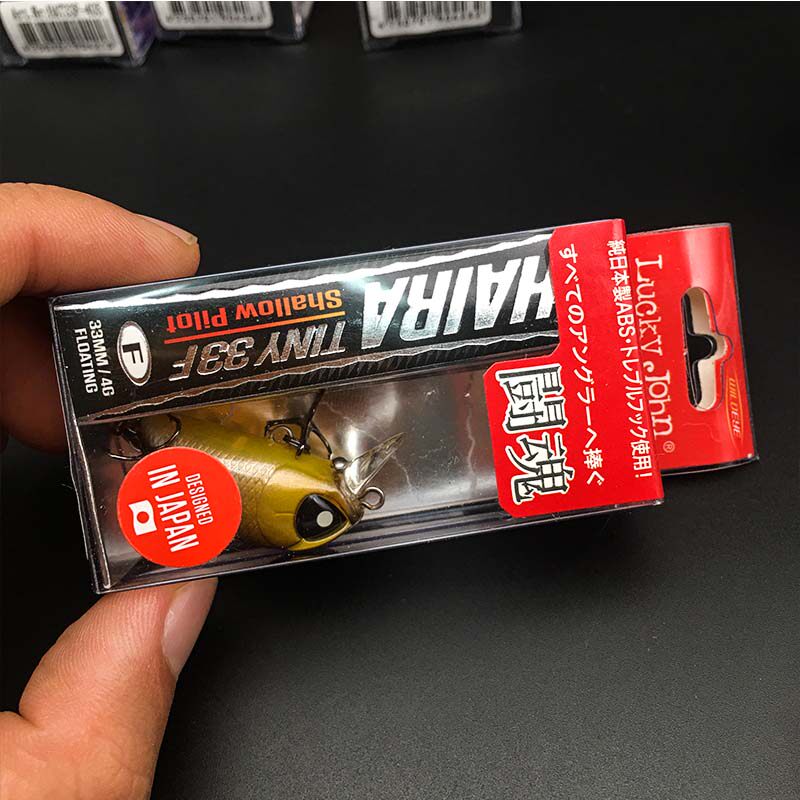 Lucky John®
WILDEYE
純日本製ABS・トレブルフック使用!
すべてのアングラーへ捧ぐ
闘魂
HAIRA
TINY 33F
Shallow Pilot
F
33MM / 4G
FLOATING
DESIGNED
IN JAPAN